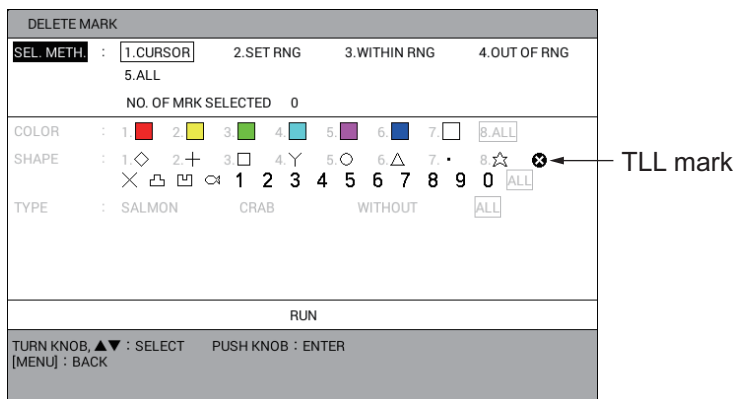 DELETE MARK
SEL. METH. : 1.CURSOR 2.SET RNG 3.WITHIN RNG 4.OUT OF RNG
5.ALL
NO. OF MRK SELECTED 0
COLOR : 1. 2. 3. 4. 5. 6. 7. 8.ALL
SHAPE : 1.◇ 2.+ 3.□ 4.Y 5.○ 6.△ 7.・ 8.☆
1 2 3 4 5 6 7 8 9 0 ALL
TLL mark
TYPE : SALMON CRAB WITHOUT ALL
RUN
TURN KNOB, ▲▼ : SELECT PUSH KNOB : ENTER
[MENU] : BACK